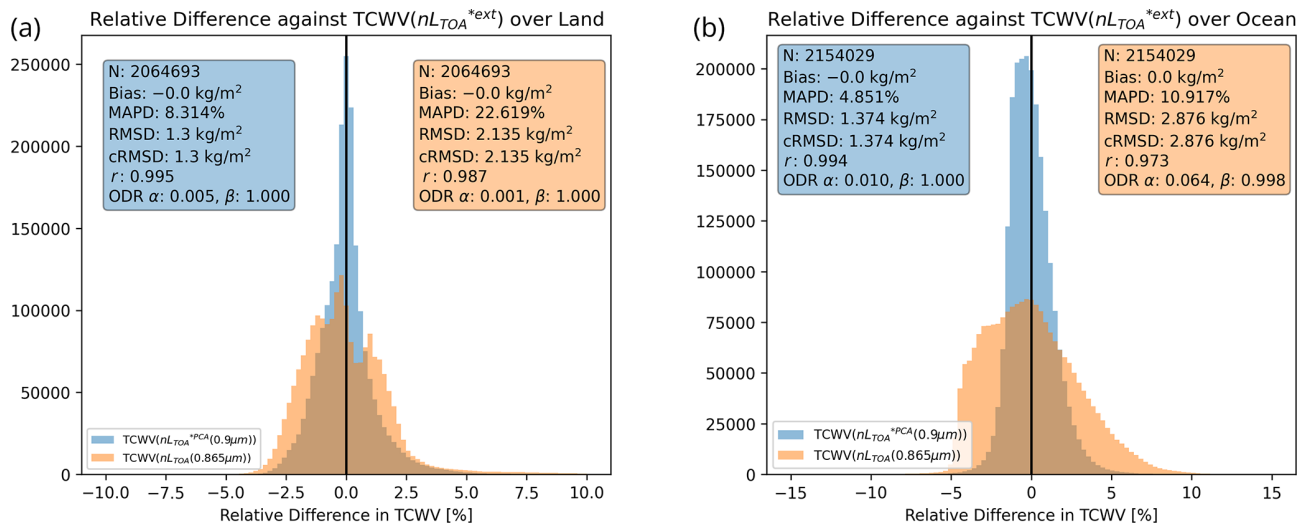 (a)
Relative Difference against TCWV(nL_TOA^*ext) over Land
250000
200000
150000
100000
50000
0
N: 2064693
Bias: −0.0 kg/m²
MAPD: 8.314%
RMSD: 1.3 kg/m²
cRMSD: 1.3 kg/m²
r: 0.995
ODR α: 0.005, β: 1.000
N: 2064693
Bias: −0.0 kg/m²
MAPD: 22.619%
RMSD: 2.135 kg/m²
cRMSD: 2.135 kg/m²
r: 0.987
ODR α: 0.001, β: 1.000
TCWV(nL_TOA^*PCA(0.9μm))
TCWV(nL_TOA(0.865μm))
−10.0 −7.5 −5.0 −2.5 0.0 2.5 5.0 7.5 10.0
Relative Difference in TCWV [%]
(b)
Relative Difference against TCWV(nL_TOA^*ext) over Ocean
200000
175000
150000
125000
100000
75000
50000
25000
0
N: 2154029
Bias: −0.0 kg/m²
MAPD: 4.851%
RMSD: 1.374 kg/m²
cRMSD: 1.374 kg/m²
r: 0.994
ODR α: 0.010, β: 1.000
N: 2154029
Bias: 0.0 kg/m²
MAPD: 10.917%
RMSD: 2.876 kg/m²
cRMSD: 2.876 kg/m²
r: 0.973
ODR α: 0.064, β: 0.998
TCWV(nL_TOA^*PCA(0.9μm))
TCWV(nL_TOA(0.865μm))
−15 −10 −5 0 5 10 15
Relative Difference in TCWV [%]